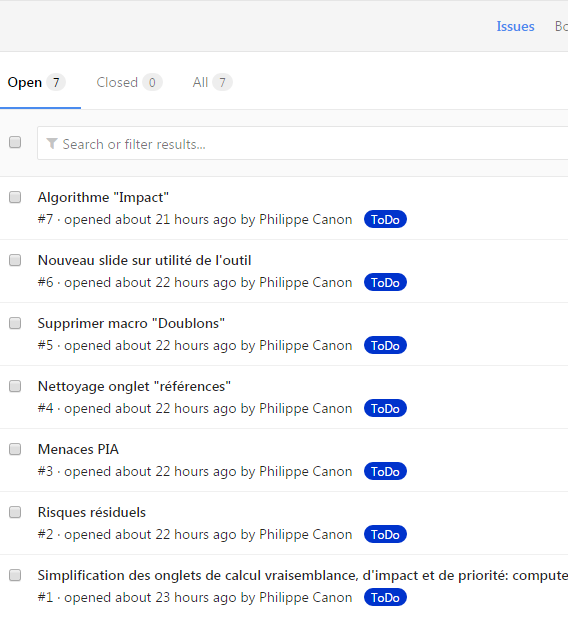 Issues
Open 7 Closed 0 All 7
Search or filter results...
Algorithme "Impact"
#7 · opened about 21 hours ago by Philippe Canon ToDo
Nouveau slide sur utilité de l'outil
#6 · opened about 22 hours ago by Philippe Canon ToDo
Supprimer macro "Doublons"
#5 · opened about 22 hours ago by Philippe Canon ToDo
Nettoyage onglet "références"
#4 · opened about 22 hours ago by Philippe Canon ToDo
Menaces PIA
#3 · opened about 22 hours ago by Philippe Canon ToDo
Risques résiduels
#2 · opened about 22 hours ago by Philippe Canon ToDo
Simplification des onglets de calcul vraisemblance, d'impact et de priorité: compute
#1 · opened about 23 hours ago by Philippe Canon ToDo